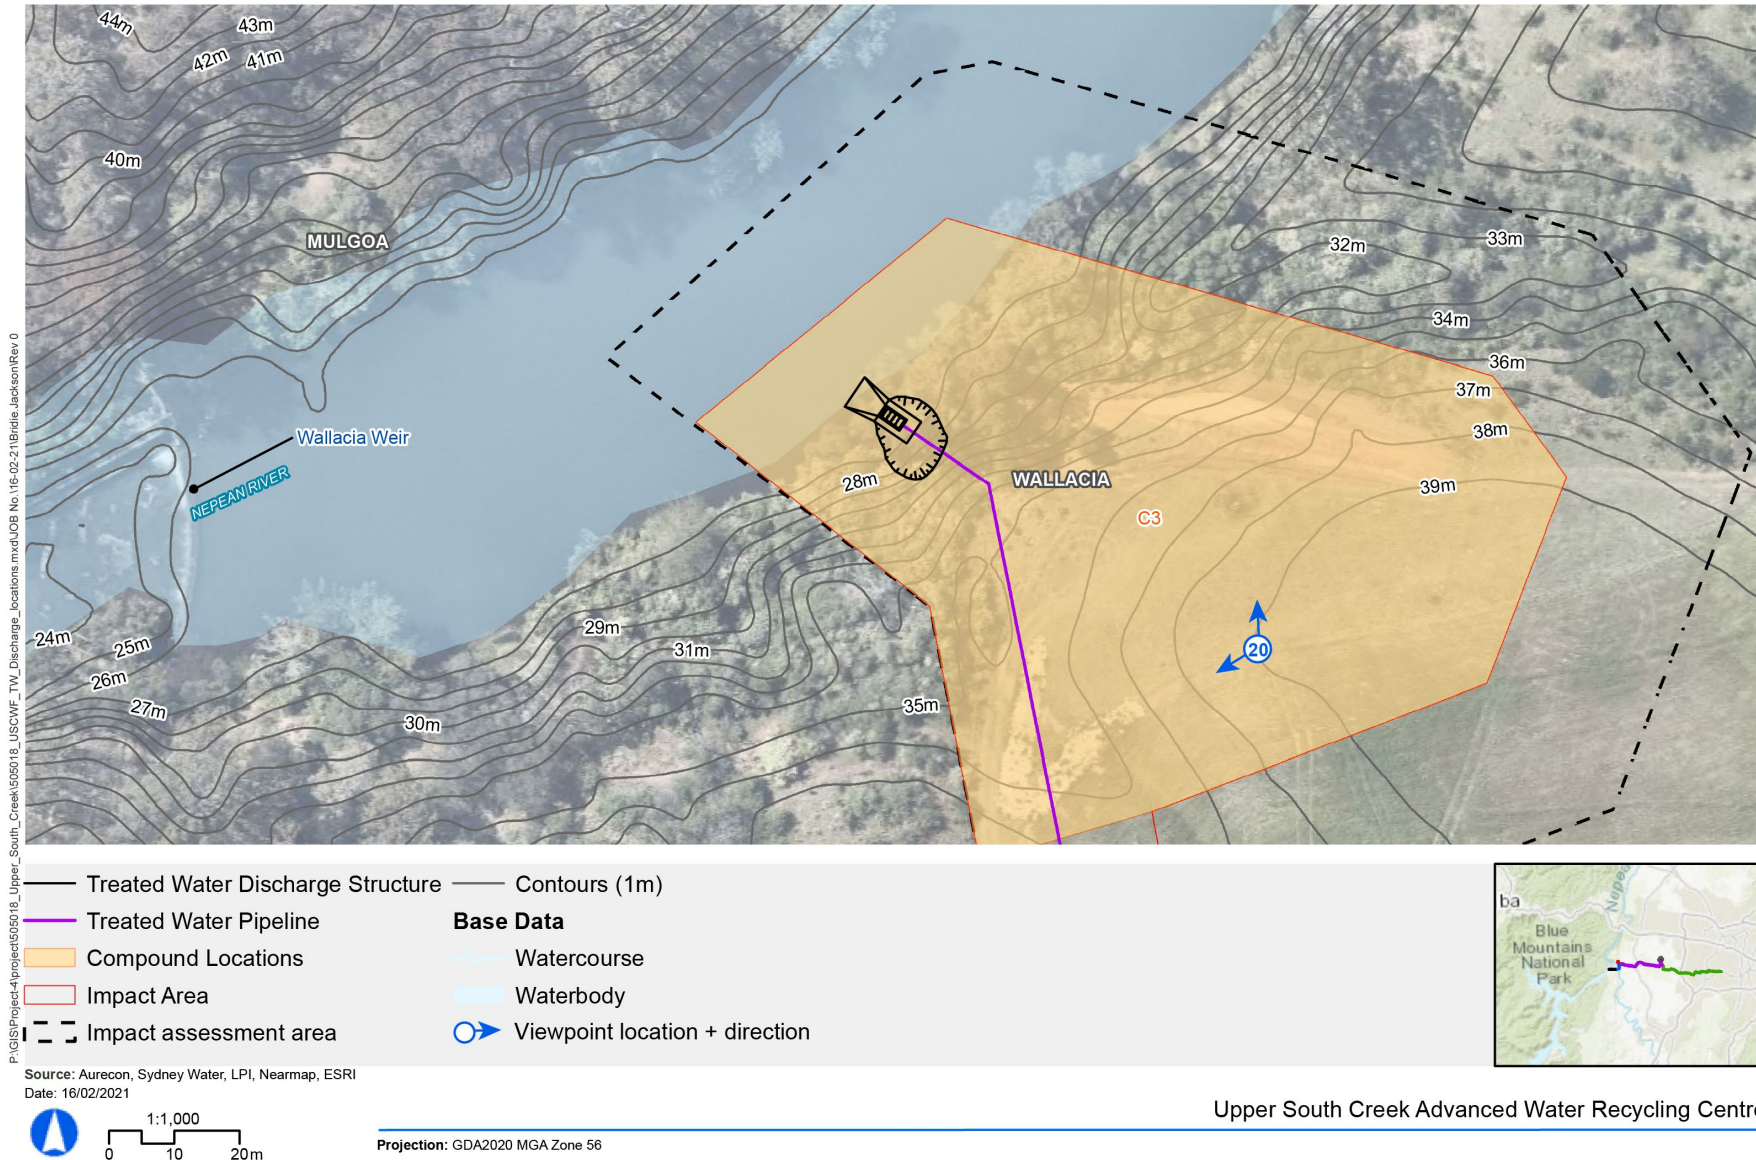 44m
43m
42m
41m
40m
MULGOA
33m
32m
34m
36m
37m
38m
39m
Wallacia Weir
NEPEAN RIVER
28m
WALLACIA
C3
20
24m
25m
26m
27m
29m
31m
30m
35m
P:\GIS\Project-4\project\505018_Upper_South_Creek\505018_USCWF_TW_Discharge_locations.mxdJOB No.\16-02-21\Bridie.Jackson\Rev 0
Treated Water Discharge Structure
Treated Water Pipeline
Compound Locations
Impact Area
Impact assessment area
Contours (1m)
Base Data
Watercourse
Waterbody
Viewpoint location + direction
ba
Nepea
Blue
Mountains
National
Park
Source: Aurecon, Sydney Water, LPI, Nearmap, ESRI
Date: 16/02/2021
1:1,000
0 10 20m
Projection: GDA2020 MGA Zone 56
Upper South Creek Advanced Water Recycling Centre